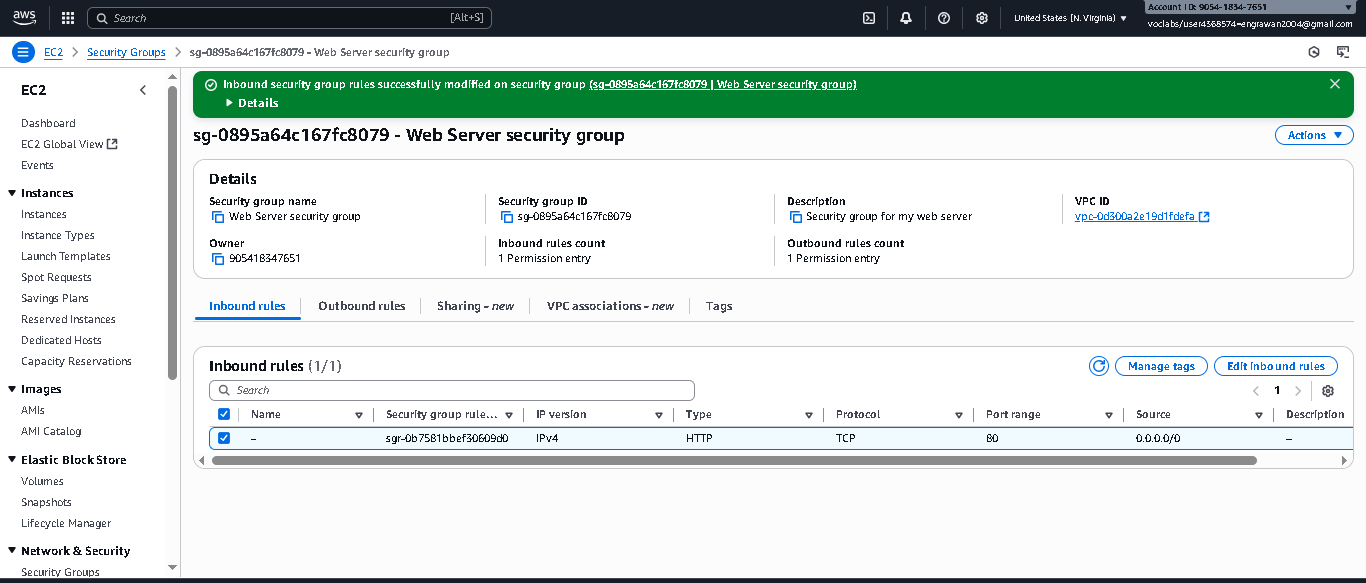 aws
Search [Alt+S]
United States (N. Virginia)
Account ID: 9054-1834-7651
voclabs/user4368574=engrawan2004@gmail.com
EC2 > Security Groups > sg-0895a64c167fc8079 - Web Server security group
EC2
Dashboard
EC2 Global View
Events
Instances
Instances
Instance Types
Launch Templates
Spot Requests
Savings Plans
Reserved Instances
Dedicated Hosts
Capacity Reservations
Images
AMIs
AMI Catalog
Elastic Block Store
Volumes
Snapshots
Lifecycle Manager
Network & Security
Security Groups
Inbound security group rules successfully modified on security group (sg-0895a64c167fc8079 | Web Server security group)
Details
sg-0895a64c167fc8079 - Web Server security group
Actions
Details
Security group name
Web Server security group
Security group ID
sg-0895a64c167fc8079
Description
Security group for my web server
VPC ID
vpc-0d300a2e19d1fdefa
Owner
905418347651
Inbound rules count
1 Permission entry
Outbound rules count
1 Permission entry
Inbound rules Outbound rules Sharing - new VPC associations - new Tags
Inbound rules (1/1)
Manage tags Edit inbound rules
Search
1
Name Security group rule... IP version Type Protocol Port range Source Description
– sgr-0b7581bbef30609d0 IPv4 HTTP TCP 80 0.0.0.0/0 –